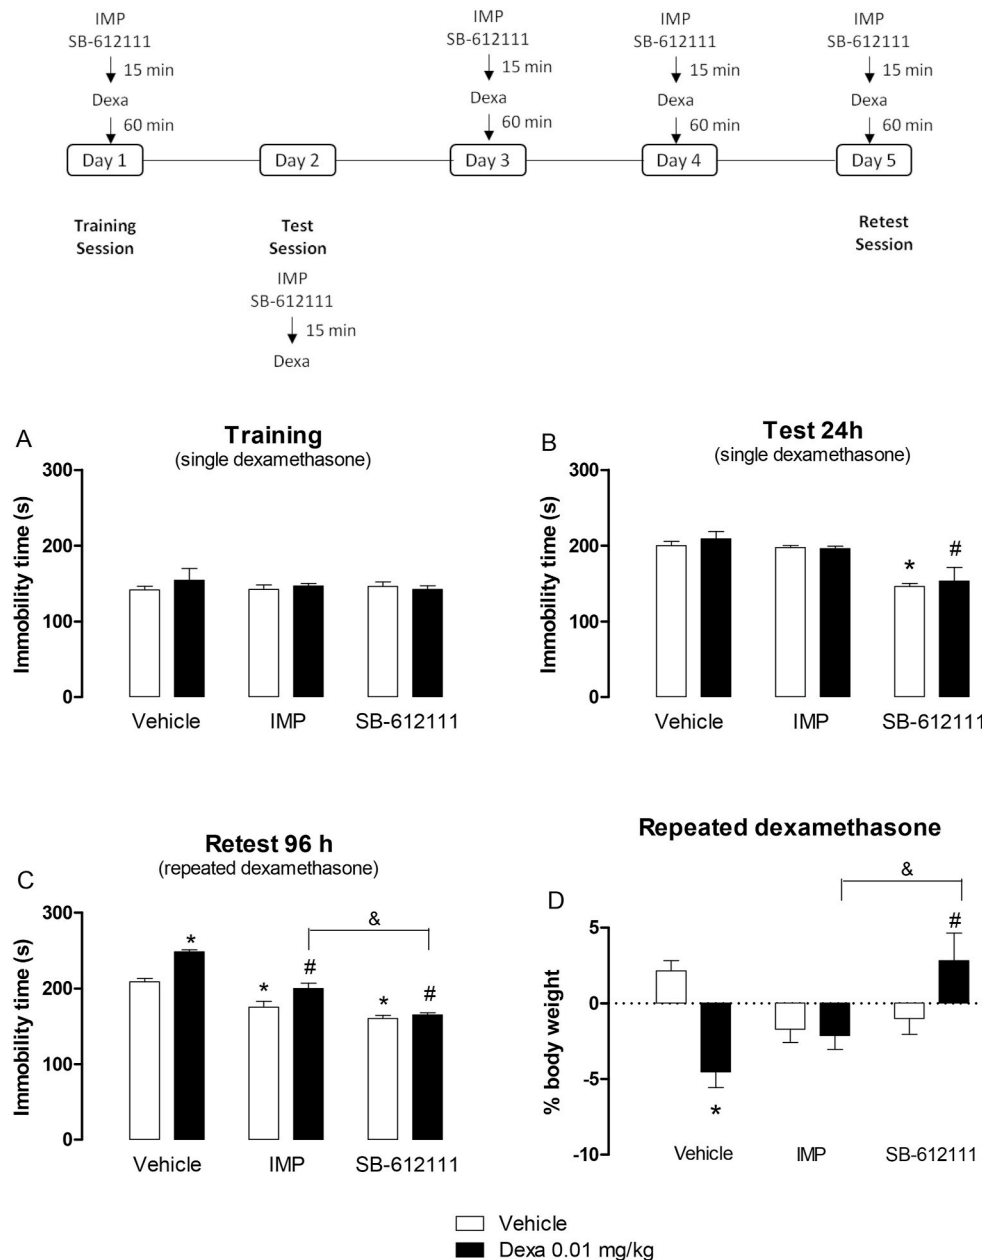 IMP
SB-612111
15 min
Dexa
60 min
Day 1
Training
Session
Day 2
Test
Session
IMP
SB-612111
15 min
Dexa
IMP
SB-612111
15 min
Dexa
60 min
Day 3
IMP
SB-612111
15 min
Dexa
60 min
Day 4
IMP
SB-612111
15 min
Dexa
60 min
Day 5
Retest
Session
A
Training
(single dexamethasone)
Immobility time (s)
300
200
100
0
Vehicle IMP SB-612111
B
Test 24h
(single dexamethasone)
Immobility time (s)
300
200
100
0
* #
Vehicle IMP SB-612111
C
Retest 96 h
(repeated dexamethasone)
Immobility time (s)
300
200
100
0
&
* * # * #
Vehicle IMP SB-612111
D
Repeated dexamethasone
% body weight
5
0
-5
-10
&
#
*
Vehicle IMP SB-612111
Vehicle
Dexa 0.01 mg/kg